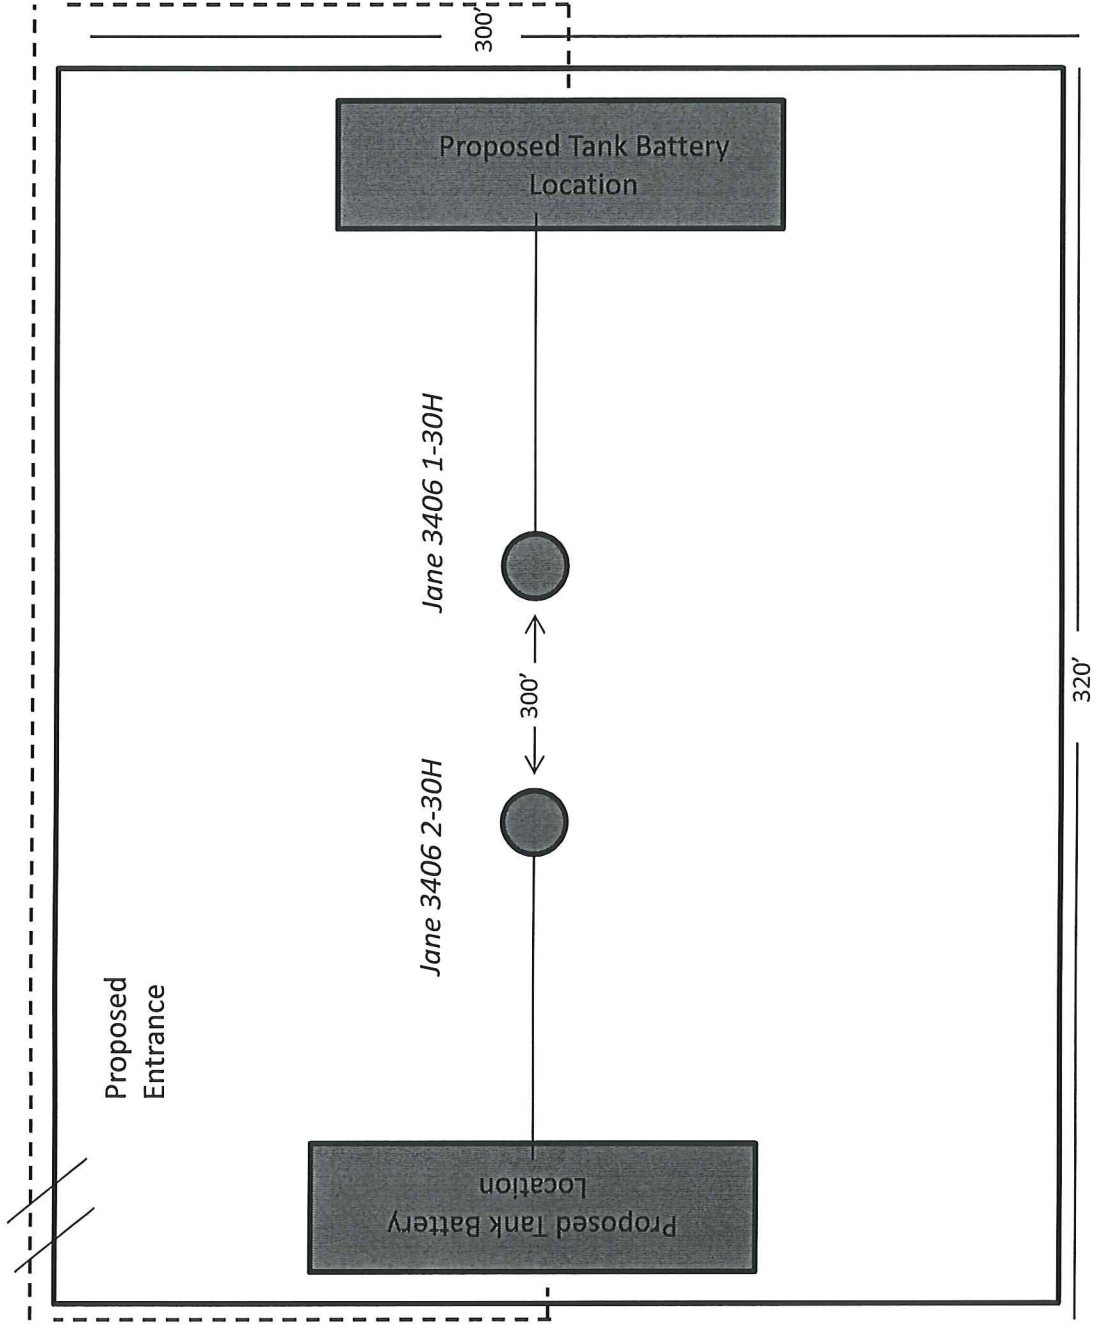 300'
Proposed Tank Battery
Location
Jane 3406 1-30H
300'
Jane 3406 2-30H
320'
Proposed
Entrance
Proposed Tank Battery
Location